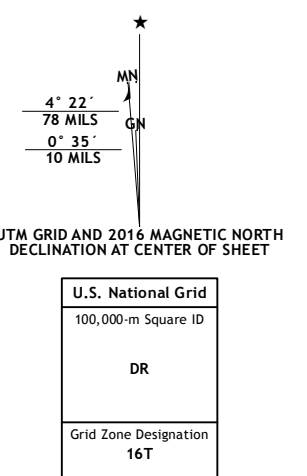 ★
MN
4° 22´
78 MILS
GN
0° 35´
10 MILS
UTM GRID AND 2016 MAGNETIC NORTH
DECLINATION AT CENTER OF SHEET
U.S. National Grid
100,000-m Square ID
DR
Grid Zone Designation
16T